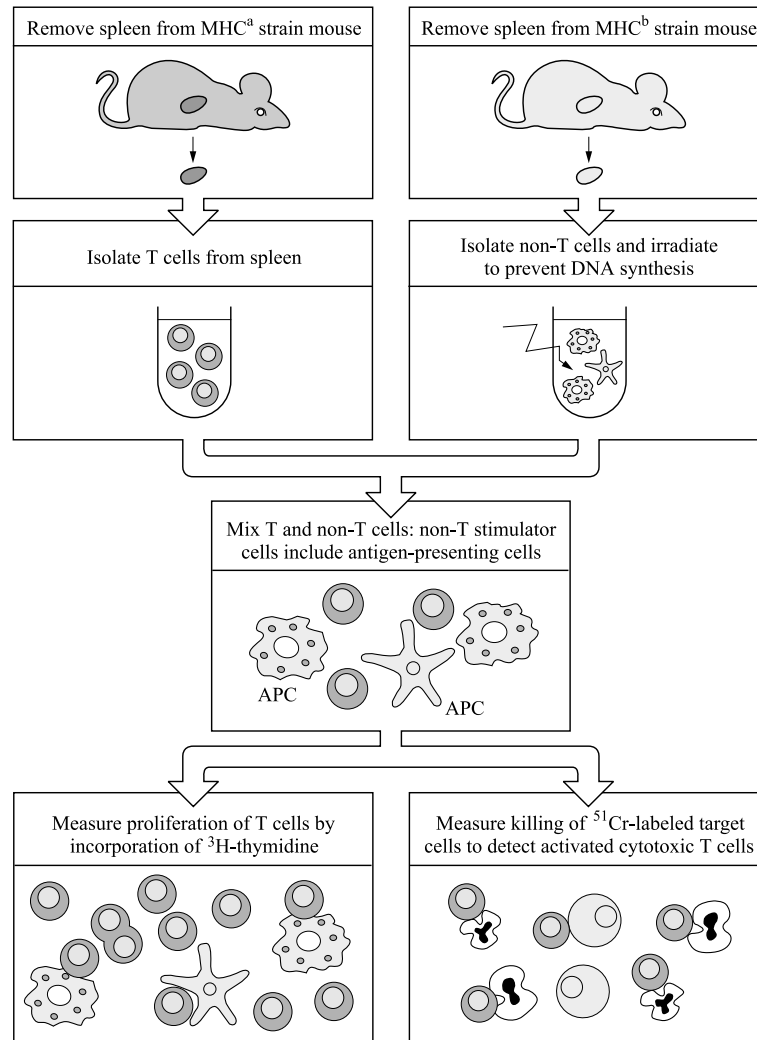 Remove spleen from MHCᵃ strain mouse
Remove spleen from MHCᵇ strain mouse
Isolate T cells from spleen
Isolate non-T cells and irradiate
to prevent DNA synthesis
Mix T and non-T cells: non-T stimulator
cells include antigen-presenting cells
APC
APC
Measure proliferation of T cells by
incorporation of ³H-thymidine
Measure killing of ⁵¹Cr-labeled target
cells to detect activated cytotoxic T cells